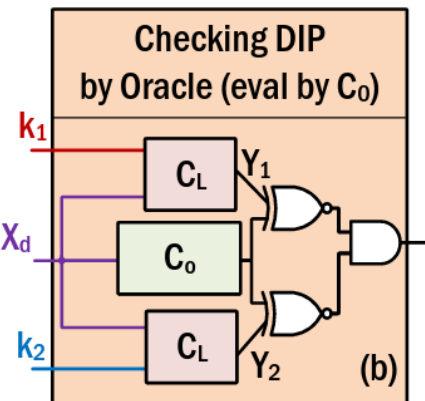 Checking DIP
by Oracle (eval by C₀)
k₁
C_L
Y₁
X_d
C₀
k₂
C_L
Y₂
(b)